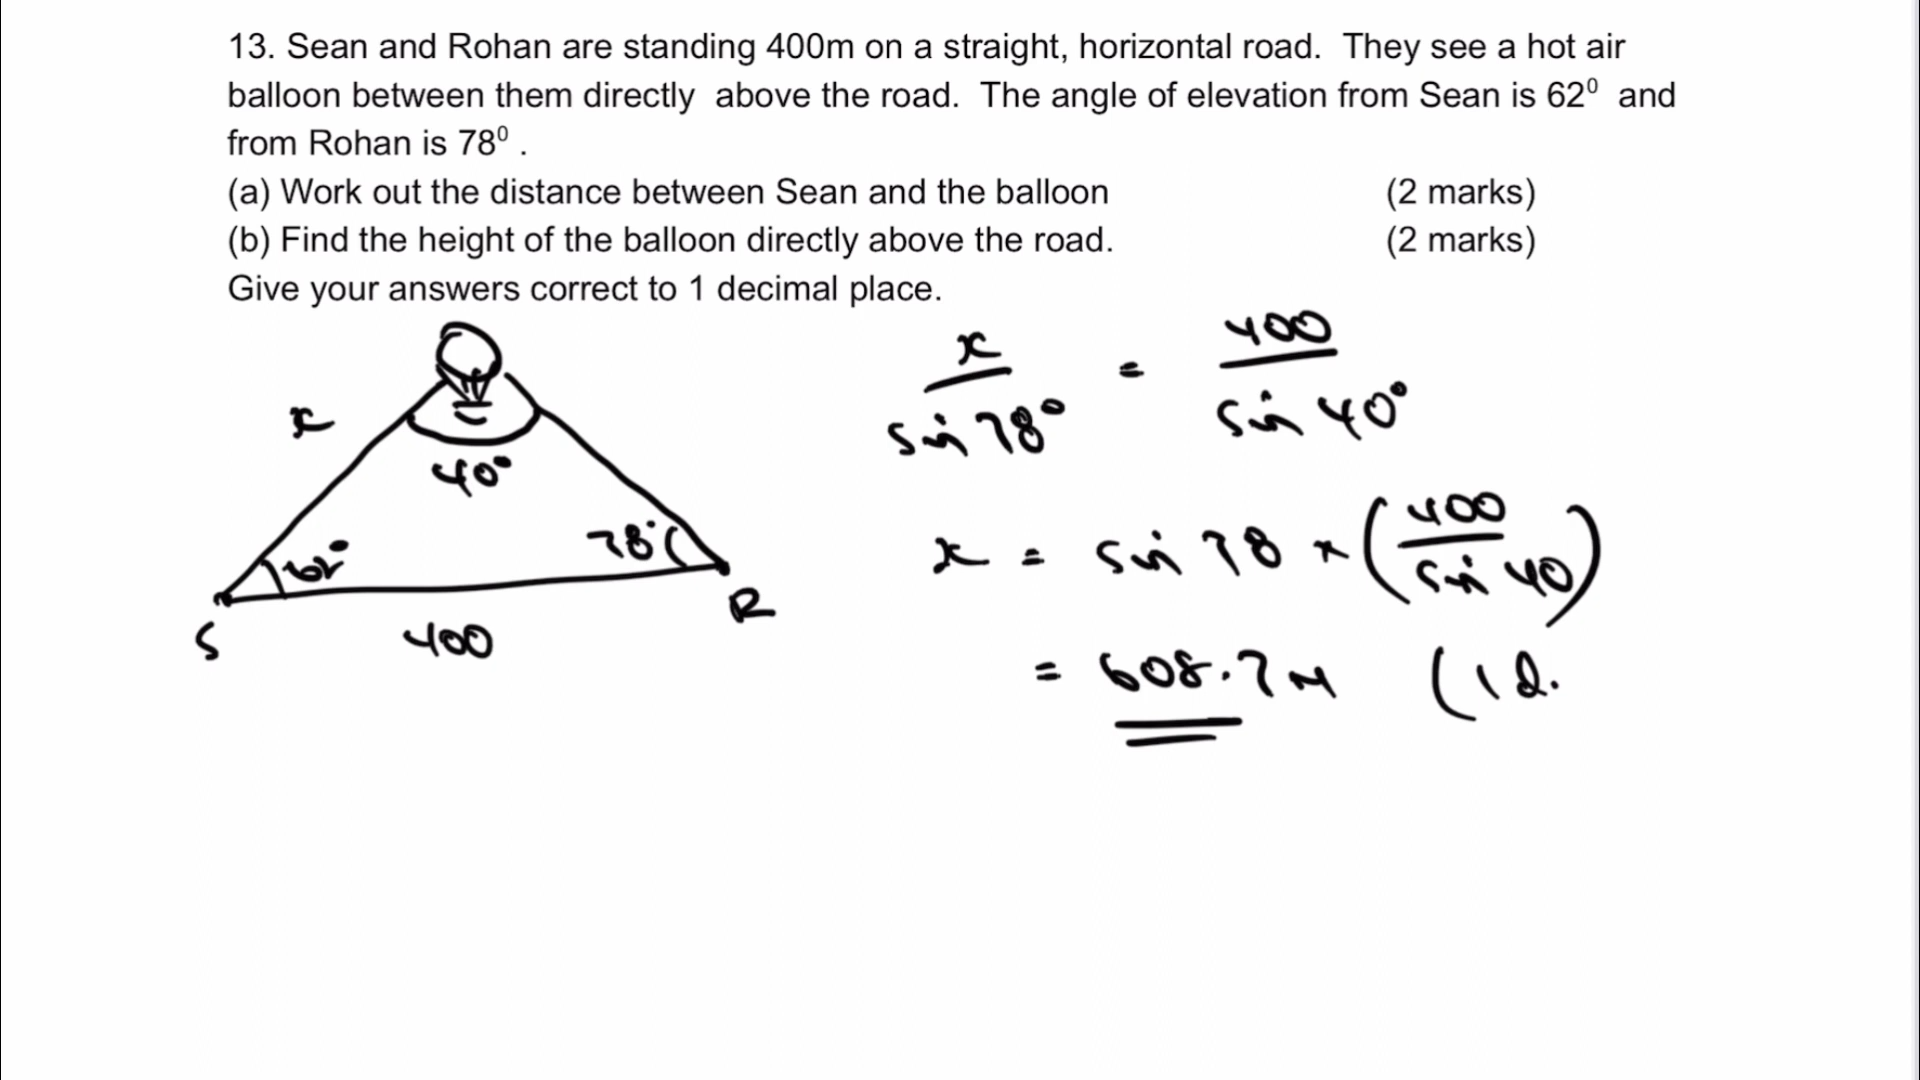 13. Sean and Rohan are standing 400m on a straight, horizontal road. They see a hot air
balloon between them directly above the road. The angle of elevation from Sean is 62⁰ and
from Rohan is 78⁰ .
(a) Work out the distance between Sean and the balloon (2 marks)
(b) Find the height of the balloon directly above the road. (2 marks)
Give your answers correct to 1 decimal place.
x
40°
62°
78°
S
400
R
x / sin 78° = 400 / sin 40°
x = sin 78 × (400 / sin 40)
= 608.7 M (1 d.